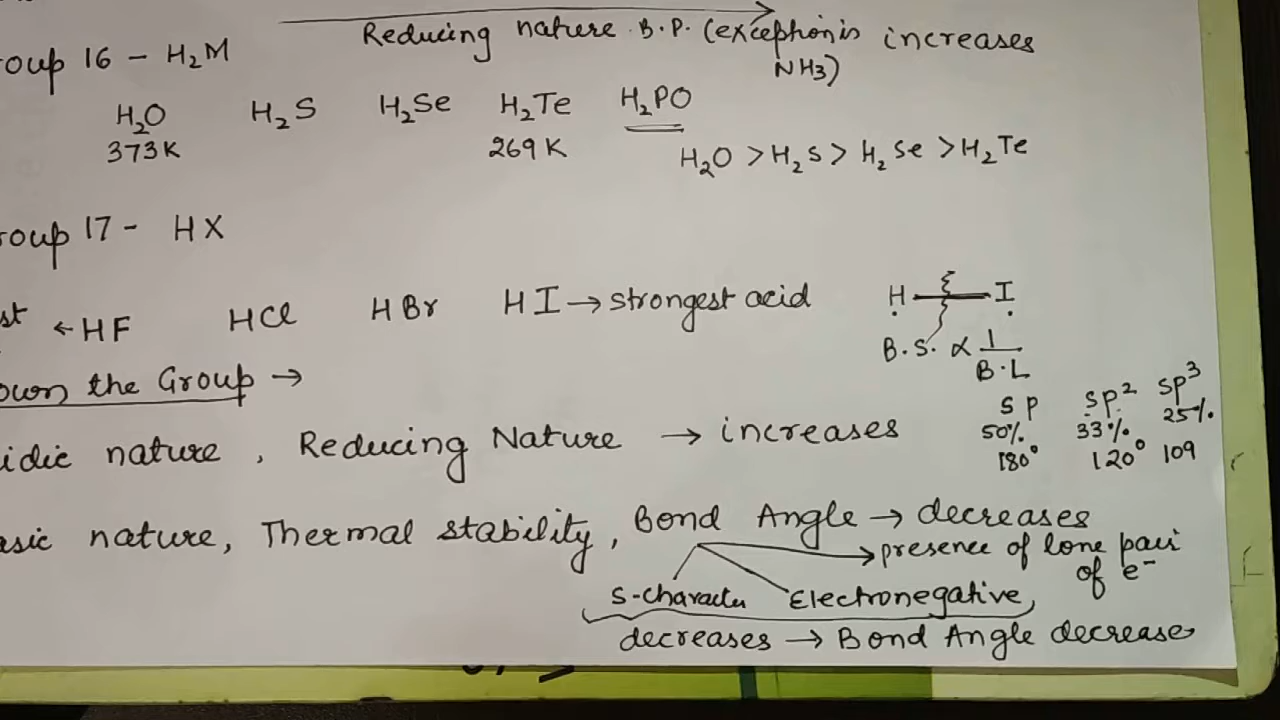 Reducing nature B.P. (exception is increases
NH3)
oup 16 - H2M
H2O H2S H2Se H2Te H2PO
373K 269K
H2O > H2S > H2Se > H2Te
roup 17 - HX
st ← HF HCl HBr HI → strongest acid
H I
B.S. ∝ 1
B.L
own the Group →
SP SP2 SP3
50% 33% 25%
180° 120° 109
idic nature, Reducing Nature → increases
asic nature, Thermal stability, Bond Angle → decreases
presence of lone pair
of e-
S-character Electronegative,
decreases → Bond Angle decreases